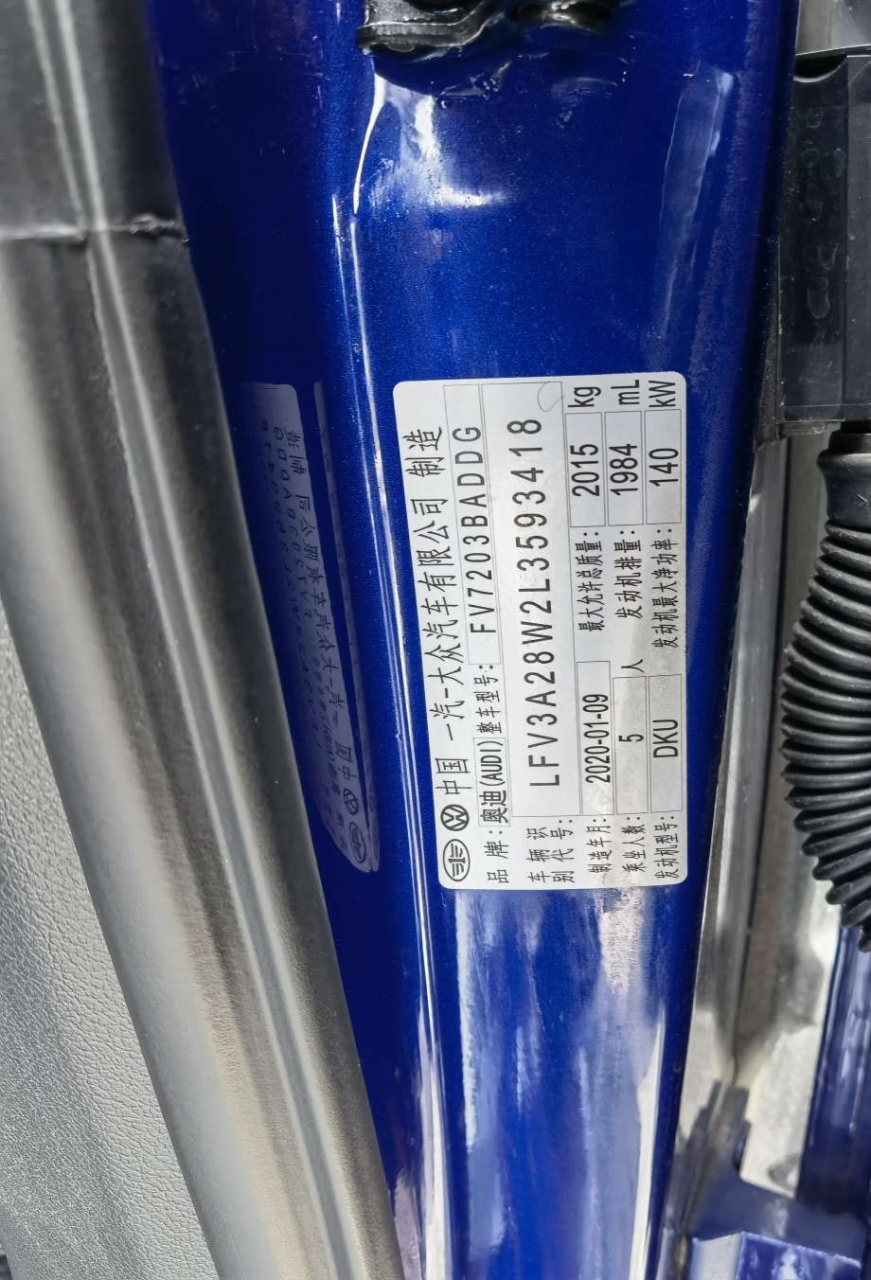 中国 一汽-大众汽车有限公司 制造
品 牌: 奥迪(AUDI) 整车型号: FV7203BADDG
车 辆 识
别 代 号: LFV3A28W2L3593418
制造年月: 2020-01-09 最大允许总质量: 2015 kg
乘坐人数: 5 人 发动机排量: 1984 mL
发动机型号: DKU 发动机最大净功率: 140 kW